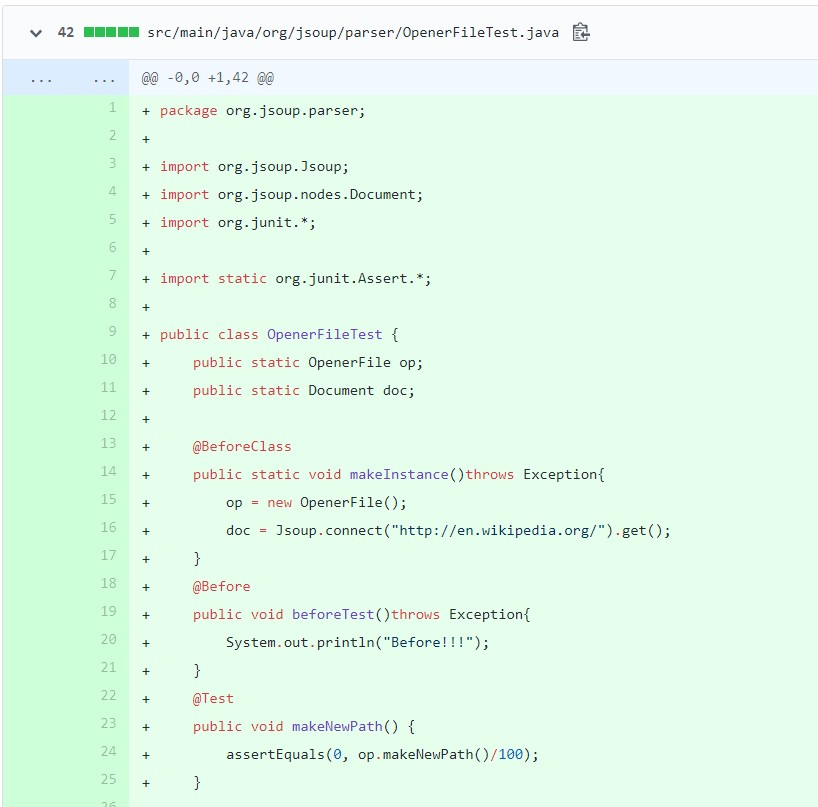 42 src/main/java/org/jsoup/parser/OpenerFileTest.java
... ... @@ -0,0 +1,42 @@
1 + package org.jsoup.parser;
2 +
3 + import org.jsoup.Jsoup;
4 + import org.jsoup.nodes.Document;
5 + import org.junit.*;
6 +
7 + import static org.junit.Assert.*;
8 +
9 + public class OpenerFileTest {
10 +     public static OpenerFile op;
11 +     public static Document doc;
12 +
13 +     @BeforeClass
14 +     public static void makeInstance()throws Exception{
15 +         op = new OpenerFile();
16 +         doc = Jsoup.connect("http://en.wikipedia.org/").get();
17 +     }
18 +     @Before
19 +     public void beforeTest()throws Exception{
20 +         System.out.println("Before!!!");
21 +     }
22 +     @Test
23 +     public void makeNewPath() {
24 +         assertEquals(0, op.makeNewPath()/100);
25 +     }
26